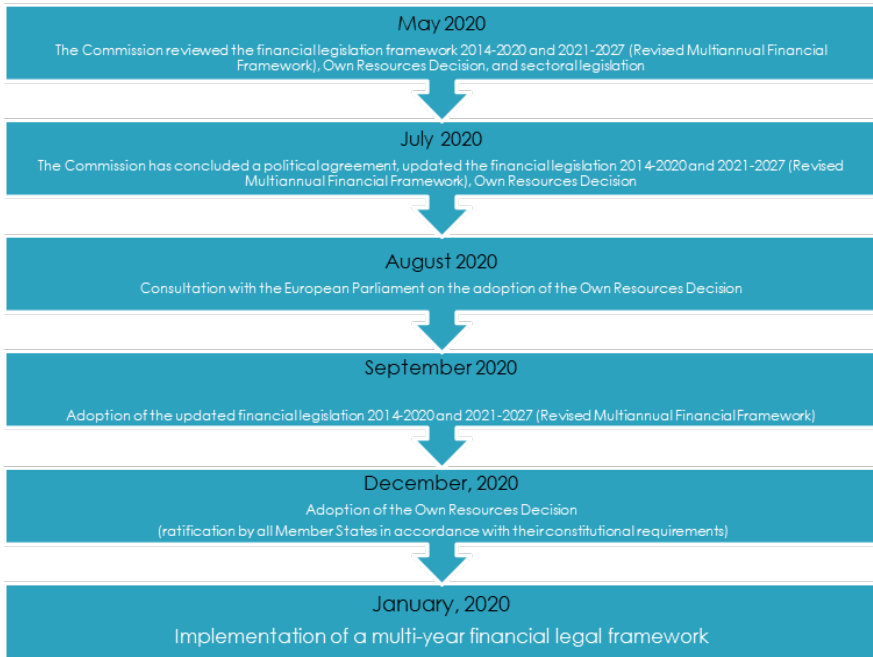 May 2020
The Commission reviewed the financial legislation framework 2014-2020 and 2021-2027 (Revised Multiannual Financial
Framework), Own Resources Decision, and sectoral legislation
July 2020
The Commission has concluded a political agreement, updated the financial legislation 2014-2020 and 2021-2027 (Revised
Multiannual Financial Framework), Own Resources Decision
August 2020
Consultation with the European Parliament on the adoption of the Own Resources Decision
September 2020
Adoption of the updated financial legislation 2014-2020 and 2021-2027 (Revised Multiannual Financial Framework)
December, 2020
Adoption of the Own Resources Decision
(ratification by all Member States in accordance with their constitutional requirements)
January, 2020
Implementation of a multi-year financial legal framework